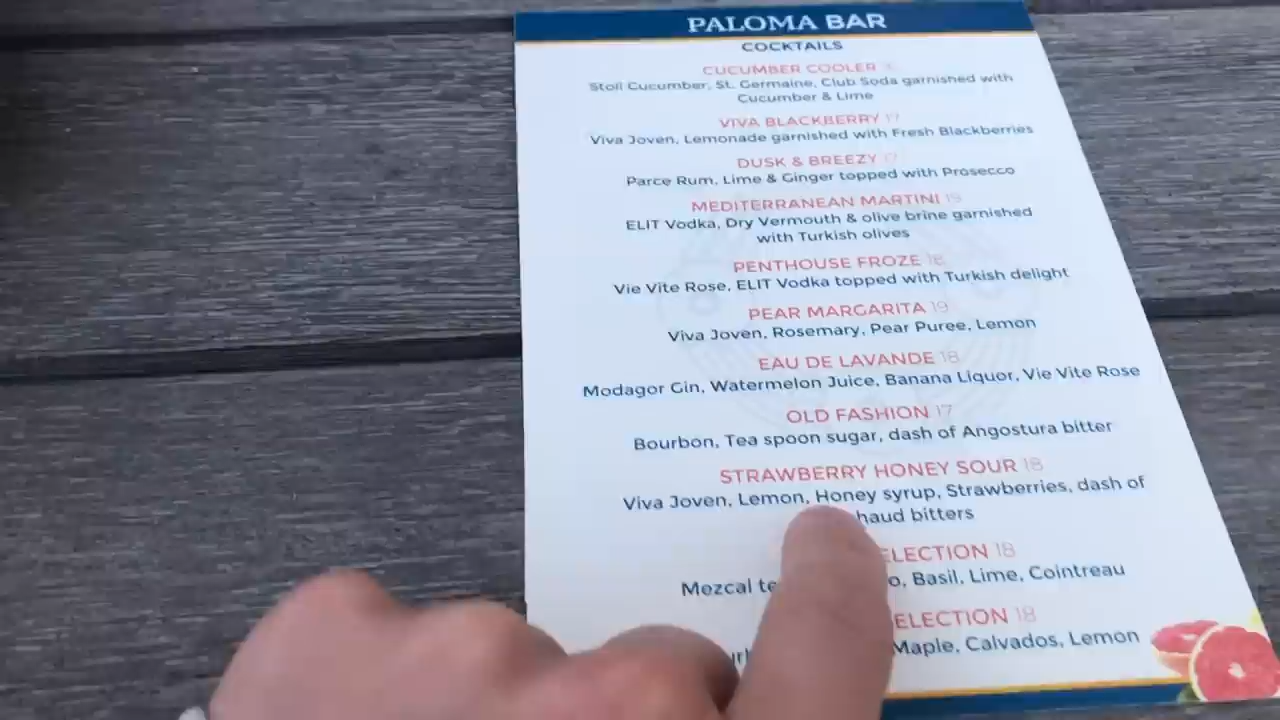 PALOMA BAR
COCKTAILS
CUCUMBER COOLER
Stoli Cucumber, St. Germaine, Club Soda garnished with
Cucumber & Lime
VIVA BLACKBERRY 17
Viva Joven, Lemonade garnished with Fresh Blackberries
DUSK & BREEZY 17
Parce Rum, Lime & Ginger topped with Prosecco
MEDITERRANEAN MARTINI 19
ELIT Vodka, Dry Vermouth & olive brine garnished
with Turkish olives
PENTHOUSE FROZE 18
Vie Vite Rose, ELIT Vodka topped with Turkish delight
PEAR MARGARITA 19
Viva Joven, Rosemary, Pear Puree, Lemon
EAU DE LAVANDE 18
Modagor Gin, Watermelon Juice, Banana Liquor, Vie Vite Rose
OLD FASHION 17
Bourbon, Tea spoon sugar, dash of Angostura bitter
STRAWBERRY HONEY SOUR 18
Viva Joven, Lemon, Honey syrup, Strawberries, dash of
haud bitters
ELECTION 18
Mezcal Basil, Lime, Cointreau
ELECTION 18
Maple, Calvados, Lemon